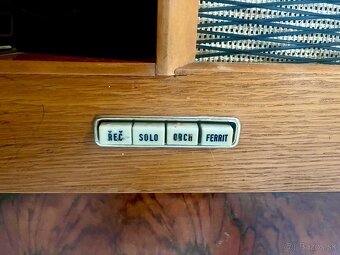 ŘEČ SOLO ORCH FERRIT